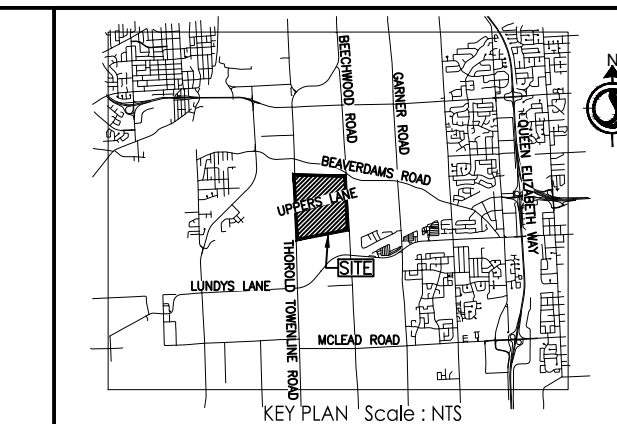 N
BEECHWOOD ROAD
GARNER ROAD
QUEEN ELIZABETH WAY
BEAVERDAMS ROAD
UPPERS LANE
SITE
THOROLD TOWENLINE ROAD
LUNDYS LANE
MCLEAD ROAD
KEY PLAN Scale : NTS